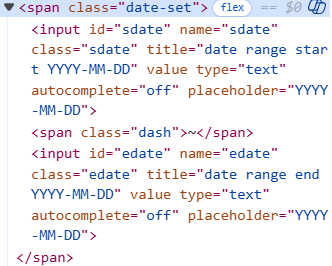 <span class="date-set"> flex == $0
<input id="sdate" name="sdate"
class="sdate" title="date range star
t YYYY-MM-DD" value type="text"
autocomplete="off" placeholder="YYYY
-MM-DD">
<span class="dash">~</span>
<input id="edate" name="edate"
class="edate" title="date range end
YYYY-MM-DD" value type="text"
autocomplete="off" placeholder="YYYY
-MM-DD">
</span>